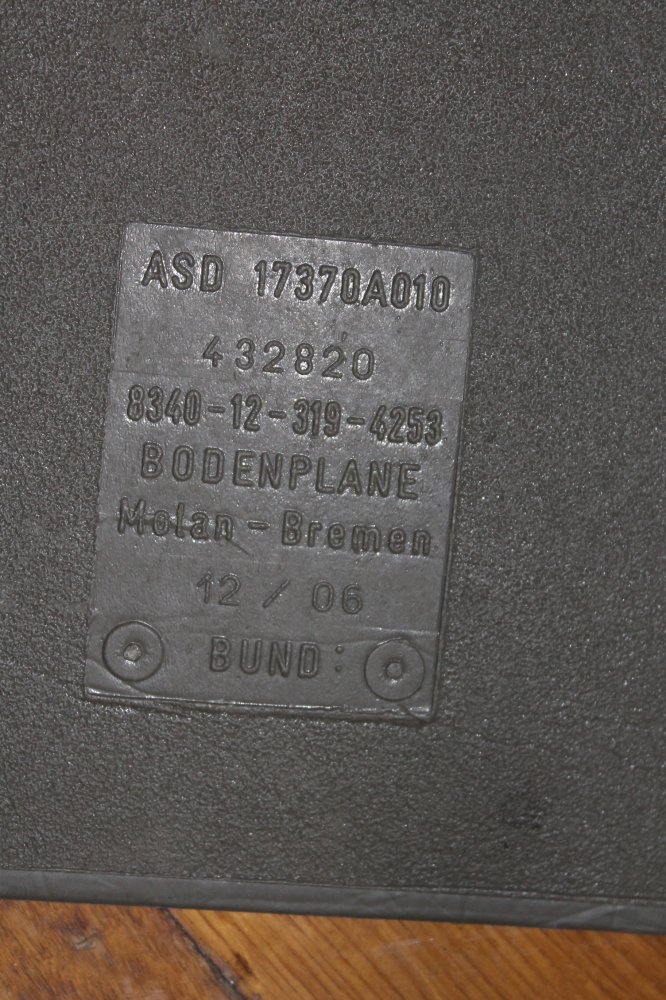 ASD 17370A010
432820
8340-12-319-4253
BODENPLANE
Molan - Bremen
12 / 06
BUND: